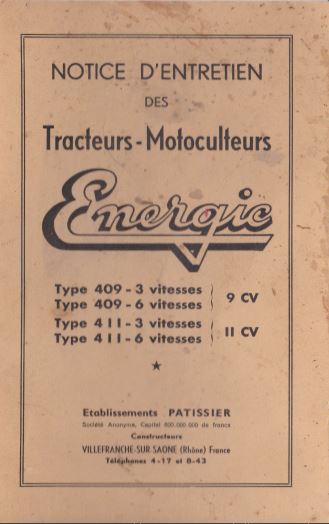 NOTICE D'ENTRETIEN
DES
Tracteurs - Motoculteurs
Energic
Type 409 - 3 vitesses
Type 409 - 6 vitesses
9 CV
Type 411 - 3 vitesses
Type 411 - 6 vitesses
11 CV
Etablissements PATISSIER
Société Anonyme, Capital 600.000.000 de francs
Constructeurs
VILLEFRANCHE-SUR-SAONE (Rhône) France
Téléphones 4-17 et 8-43